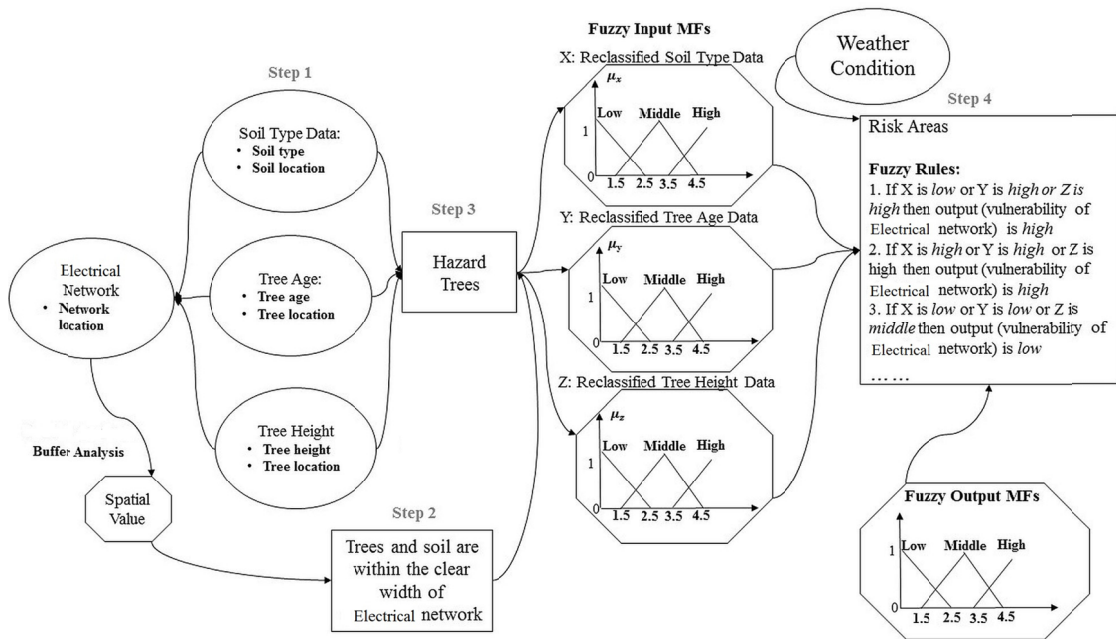 Fuzzy Input MFs
X: Reclassified Soil Type Data
μx
Low Middle High
1
0
1.5 2.5 3.5 4.5
Weather
Condition
Step 1
Soil Type Data:
• Soil type
• Soil location
Step 4
Risk Areas
Fuzzy Rules:
1. If X is low or Y is high or Z is
high then output (vulnerability of
Electrical network) is high
2. If X is high or Y is high or Z is
high then output (vulnerability of
Electrical network) is high
3. If X is low or Y is low or Z is
middle then output (vulnerability of
Electrical network) is low
... ...
Step 3
Hazard
Trees
Y: Reclassified Tree Age Data
μy
Low Middle High
1
0
1.5 2.5 3.5 4.5
Electrical
Network
• Network
location
Tree Age:
• Tree age
• Tree location
Z: Reclassified Tree Height Data
μz
Low Middle High
1
0
1.5 2.5 3.5 4.5
Tree Height
• Tree height
• Tree location
Buffer Analysis
Spatial
Value
Step 2
Trees and soil are
within the clear
width of
Electrical network
Fuzzy Output MFs
1
Low Middle High
0
1.5 2.5 3.5 4.5